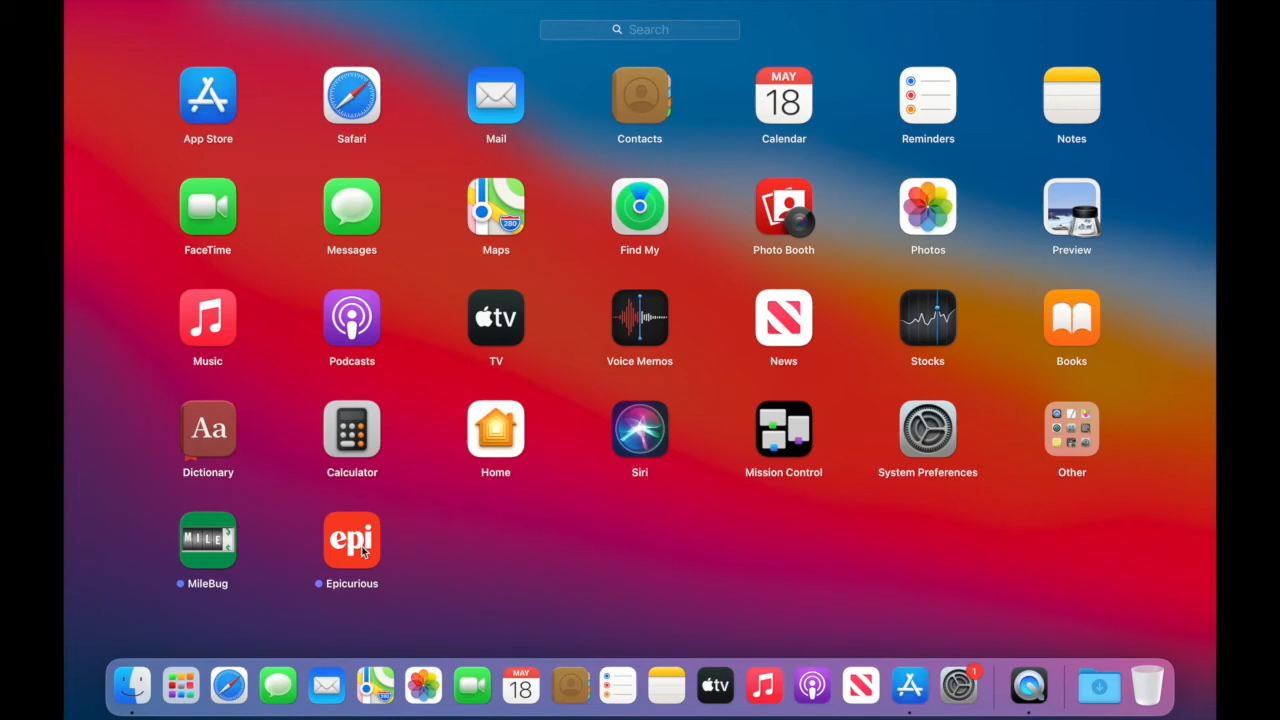 Search
MAY
18
App Store
Safari
Mail
Contacts
Calendar
Reminders
Notes
280
FaceTime
Messages
Maps
Find My
Photo Booth
Photos
Preview
tv
Music
Podcasts
TV
Voice Memos
News
Stocks
Books
Aa
Dictionary
Calculator
Home
Siri
Mission Control
System Preferences
Other
MILE
epi
MileBug
Epicurious
MAY
18
tv
1